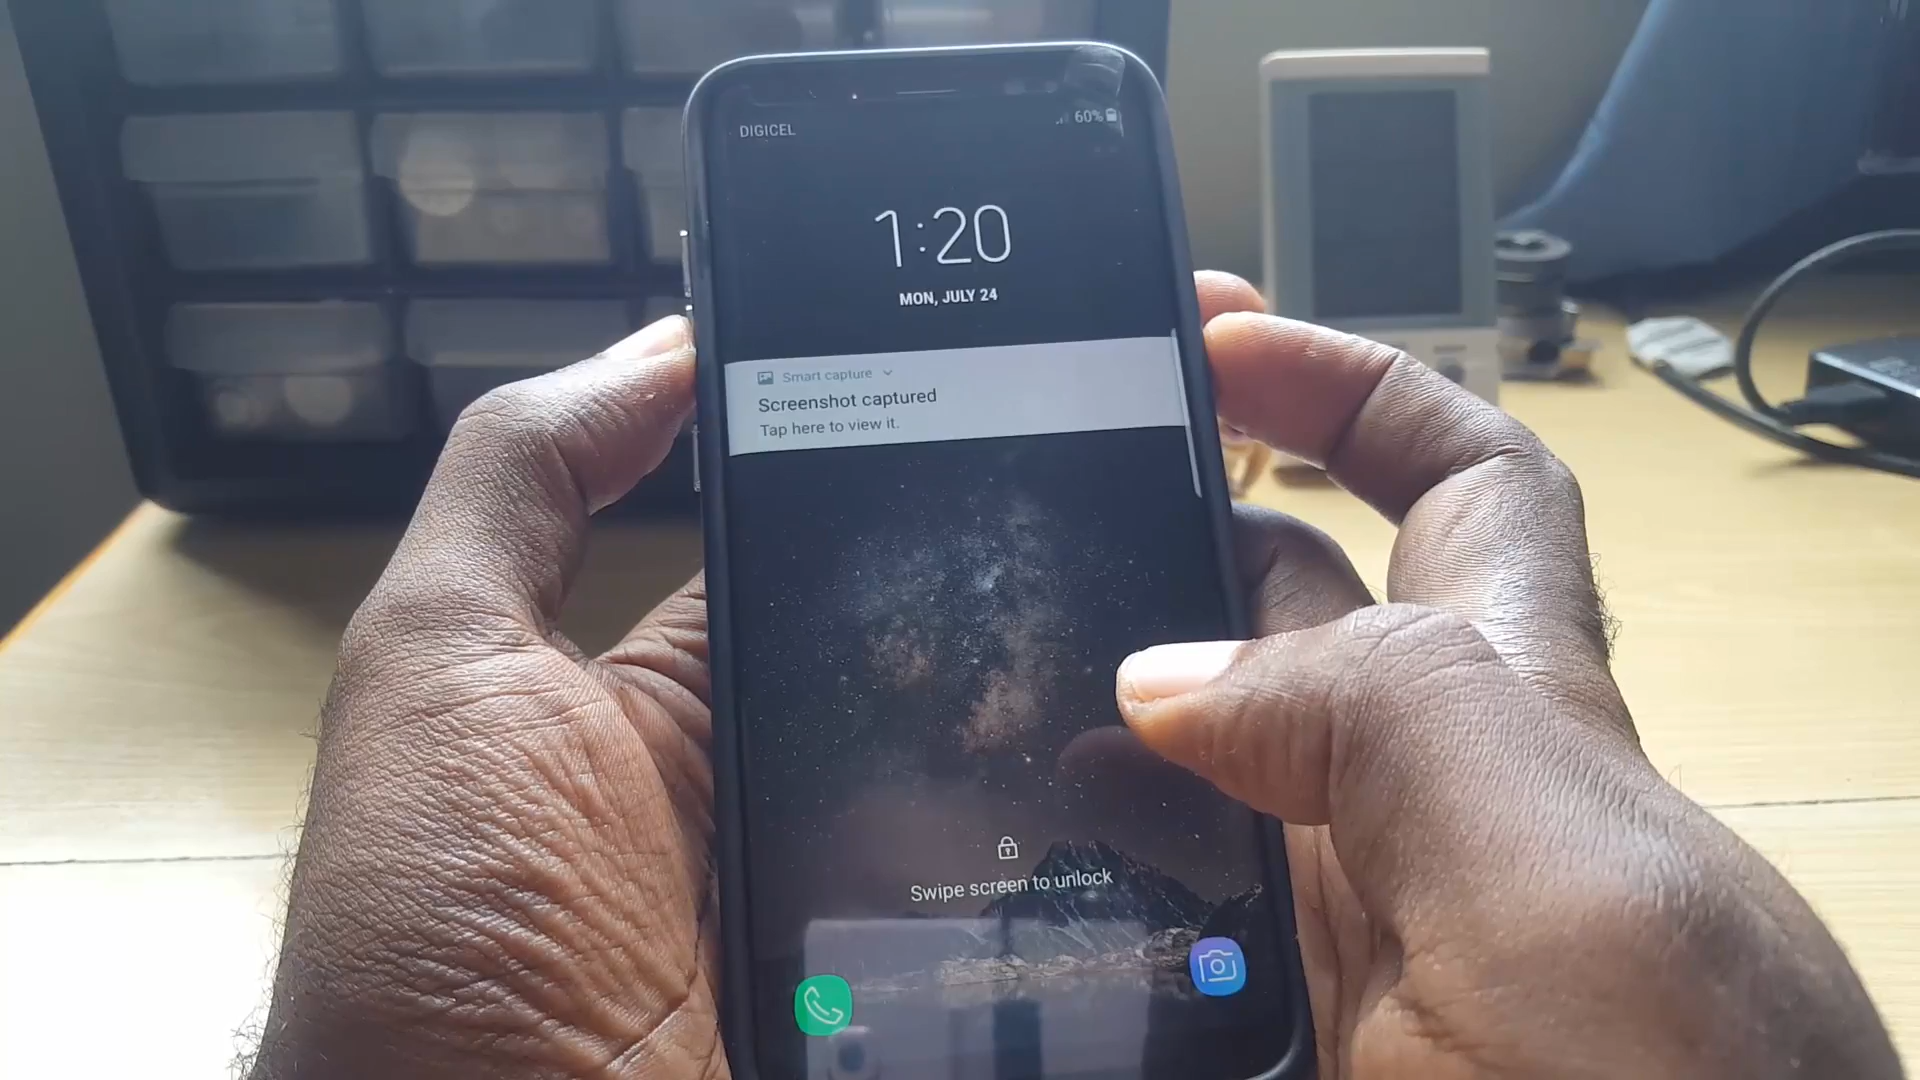 DIGICEL
60%
1:20
MON, JULY 24
Smart capture
Screenshot captured
Tap here to view it.
Swipe screen to unlock